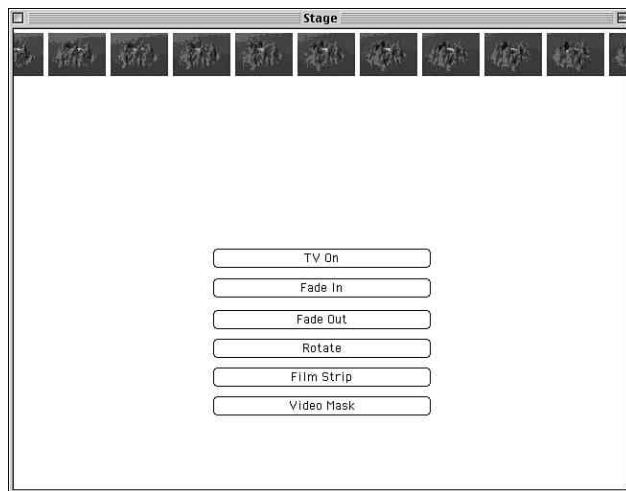 Stage
TV On
Fade In
Fade Out
Rotate
Film Strip
Video Mask